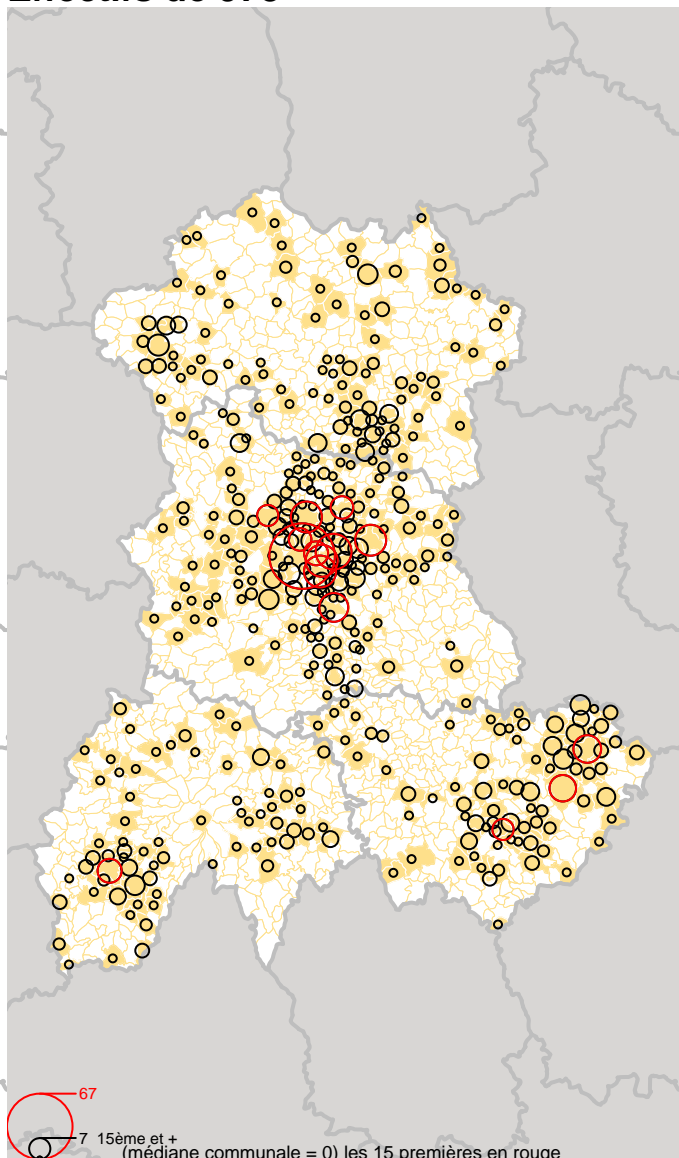 67
7 15ème et +
(médiane communale = 0) les 15 premières en rouge